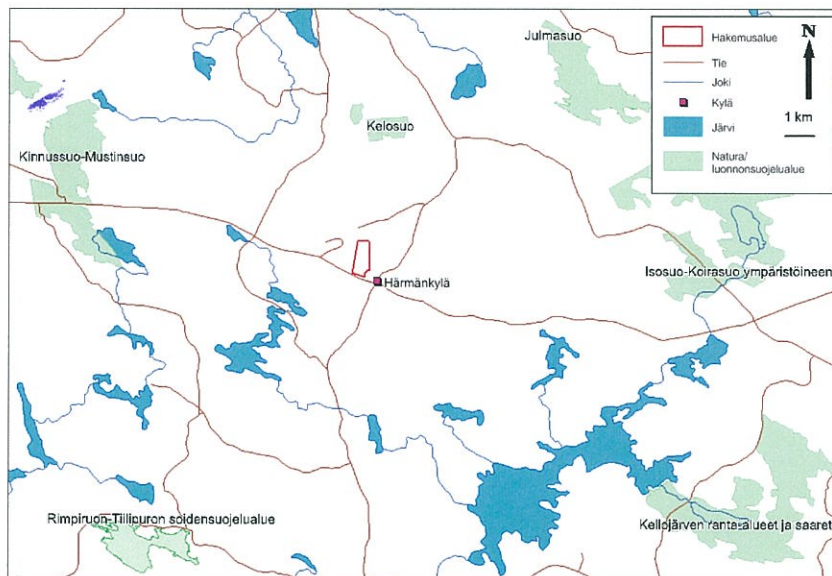 Julmasuo
Hakemusalue
Tie
Joki
Kylä
Järvi
Natura/
luonnonsuojelualue
N
1 km
Kelosuo
Kinnussuo-Mustinsuo
Isosuo-Koirasuo ympäristöineen
Härmänkylä
Rimpiruon-Tiilipuron soidensuojelualue
Kellojärven ranta-alueet ja saaret